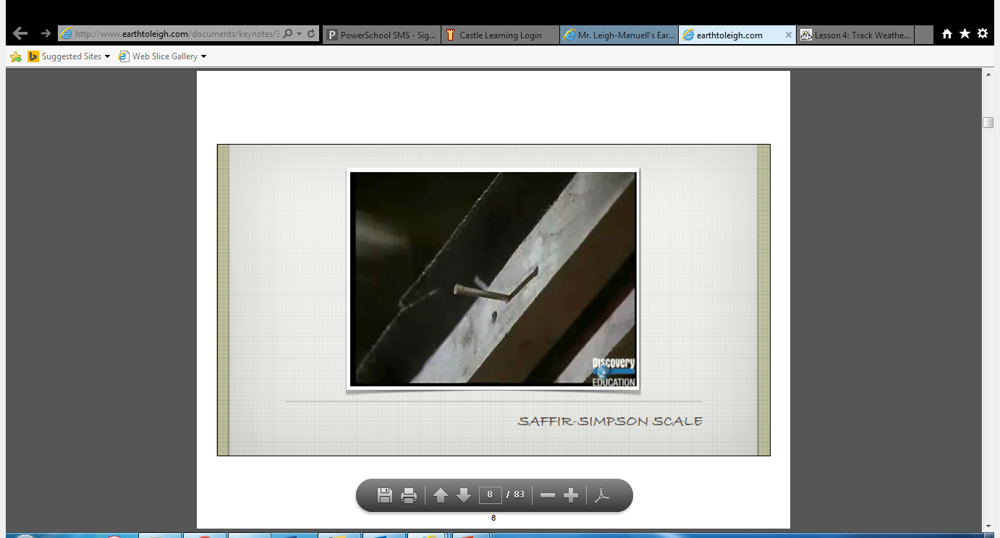 http://www.earthtoleigh.com/documents/keynotes/3
P PowerSchool SMS - Sig...
Castle Learning Login
Mr. Leigh-Manuell's Ear...
earthtoleigh.com
Lesson 4: Track Weathe...
Suggested Sites
Web Slice Gallery
Discovery
EDUCATION
SAFFIR-SIMPSON SCALE
8 / 83
8